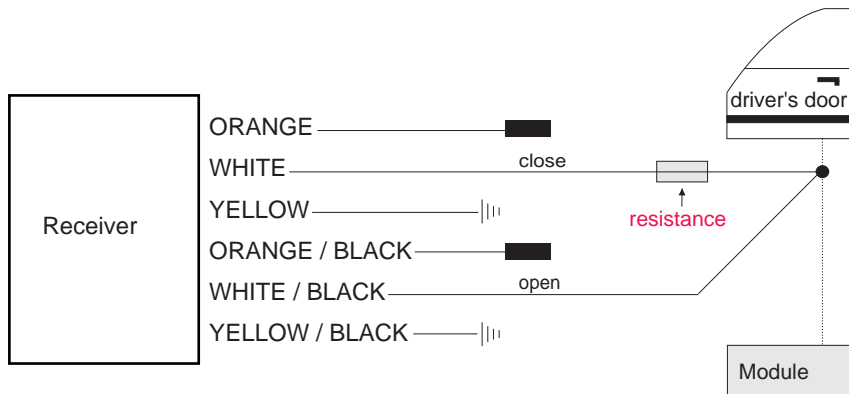 driver's door
ORANGE
WHITE
close
resistance
YELLOW
Receiver
ORANGE / BLACK
WHITE / BLACK
open
YELLOW / BLACK
Module